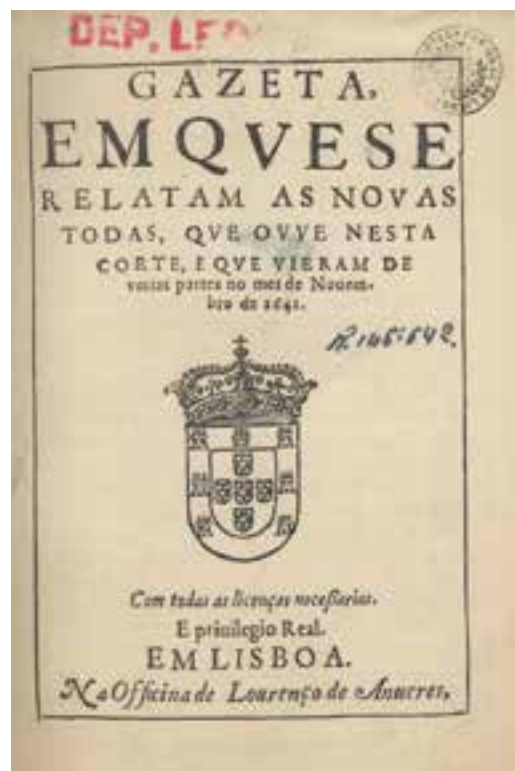 DEP. LEG
GAZETA,
EM QVE SE
RELATAM AS NOVAS
TODAS, QVE OVVE NESTA
CORTE, E QVE VIERAM DE
varias partes no mes de Nouem-
bro de 1641.
Com todas as licenças neceſſarias.
E priuilegio Real.
EM LISBOA.
Na Officina de Lourenço de Anueres,